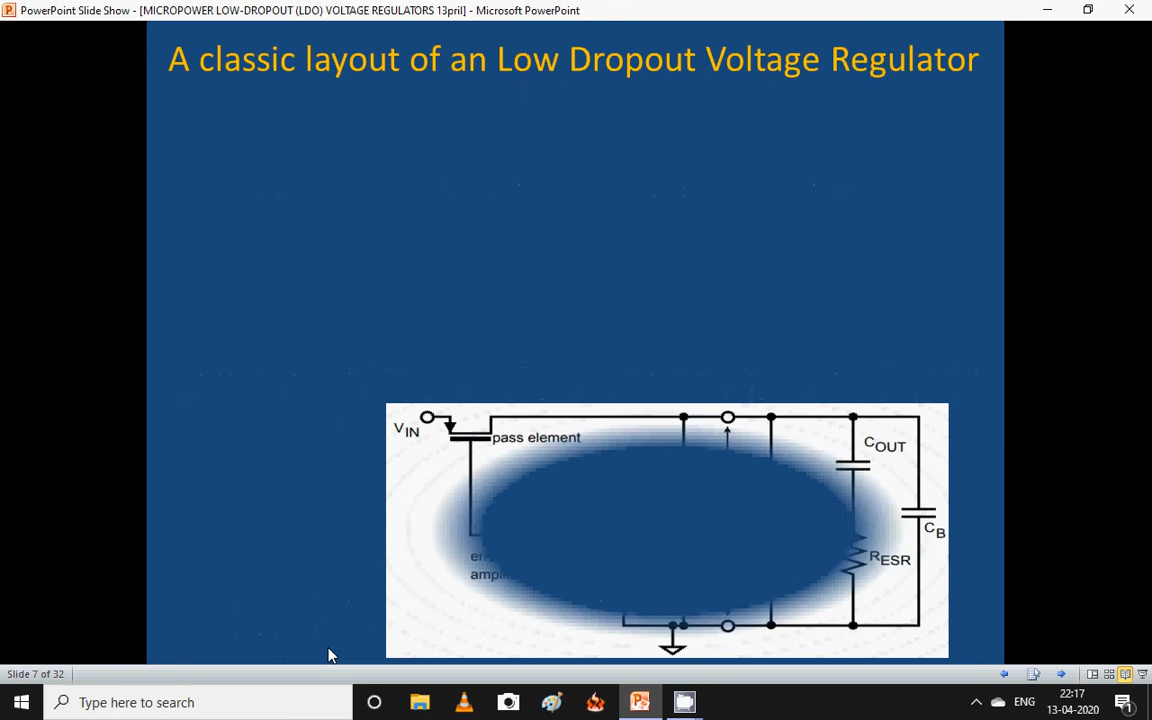 PowerPoint Slide Show - [MICROPOWER LOW-DROPOUT (LDO) VOLTAGE REGULATORS 13pril] - Microsoft PowerPoint
A classic layout of an Low Dropout Voltage Regulator
VIN
pass element
COUT
CB
RESR
Slide 7 of 32
Type here to search
ENG
22:17
13-04-2020
1